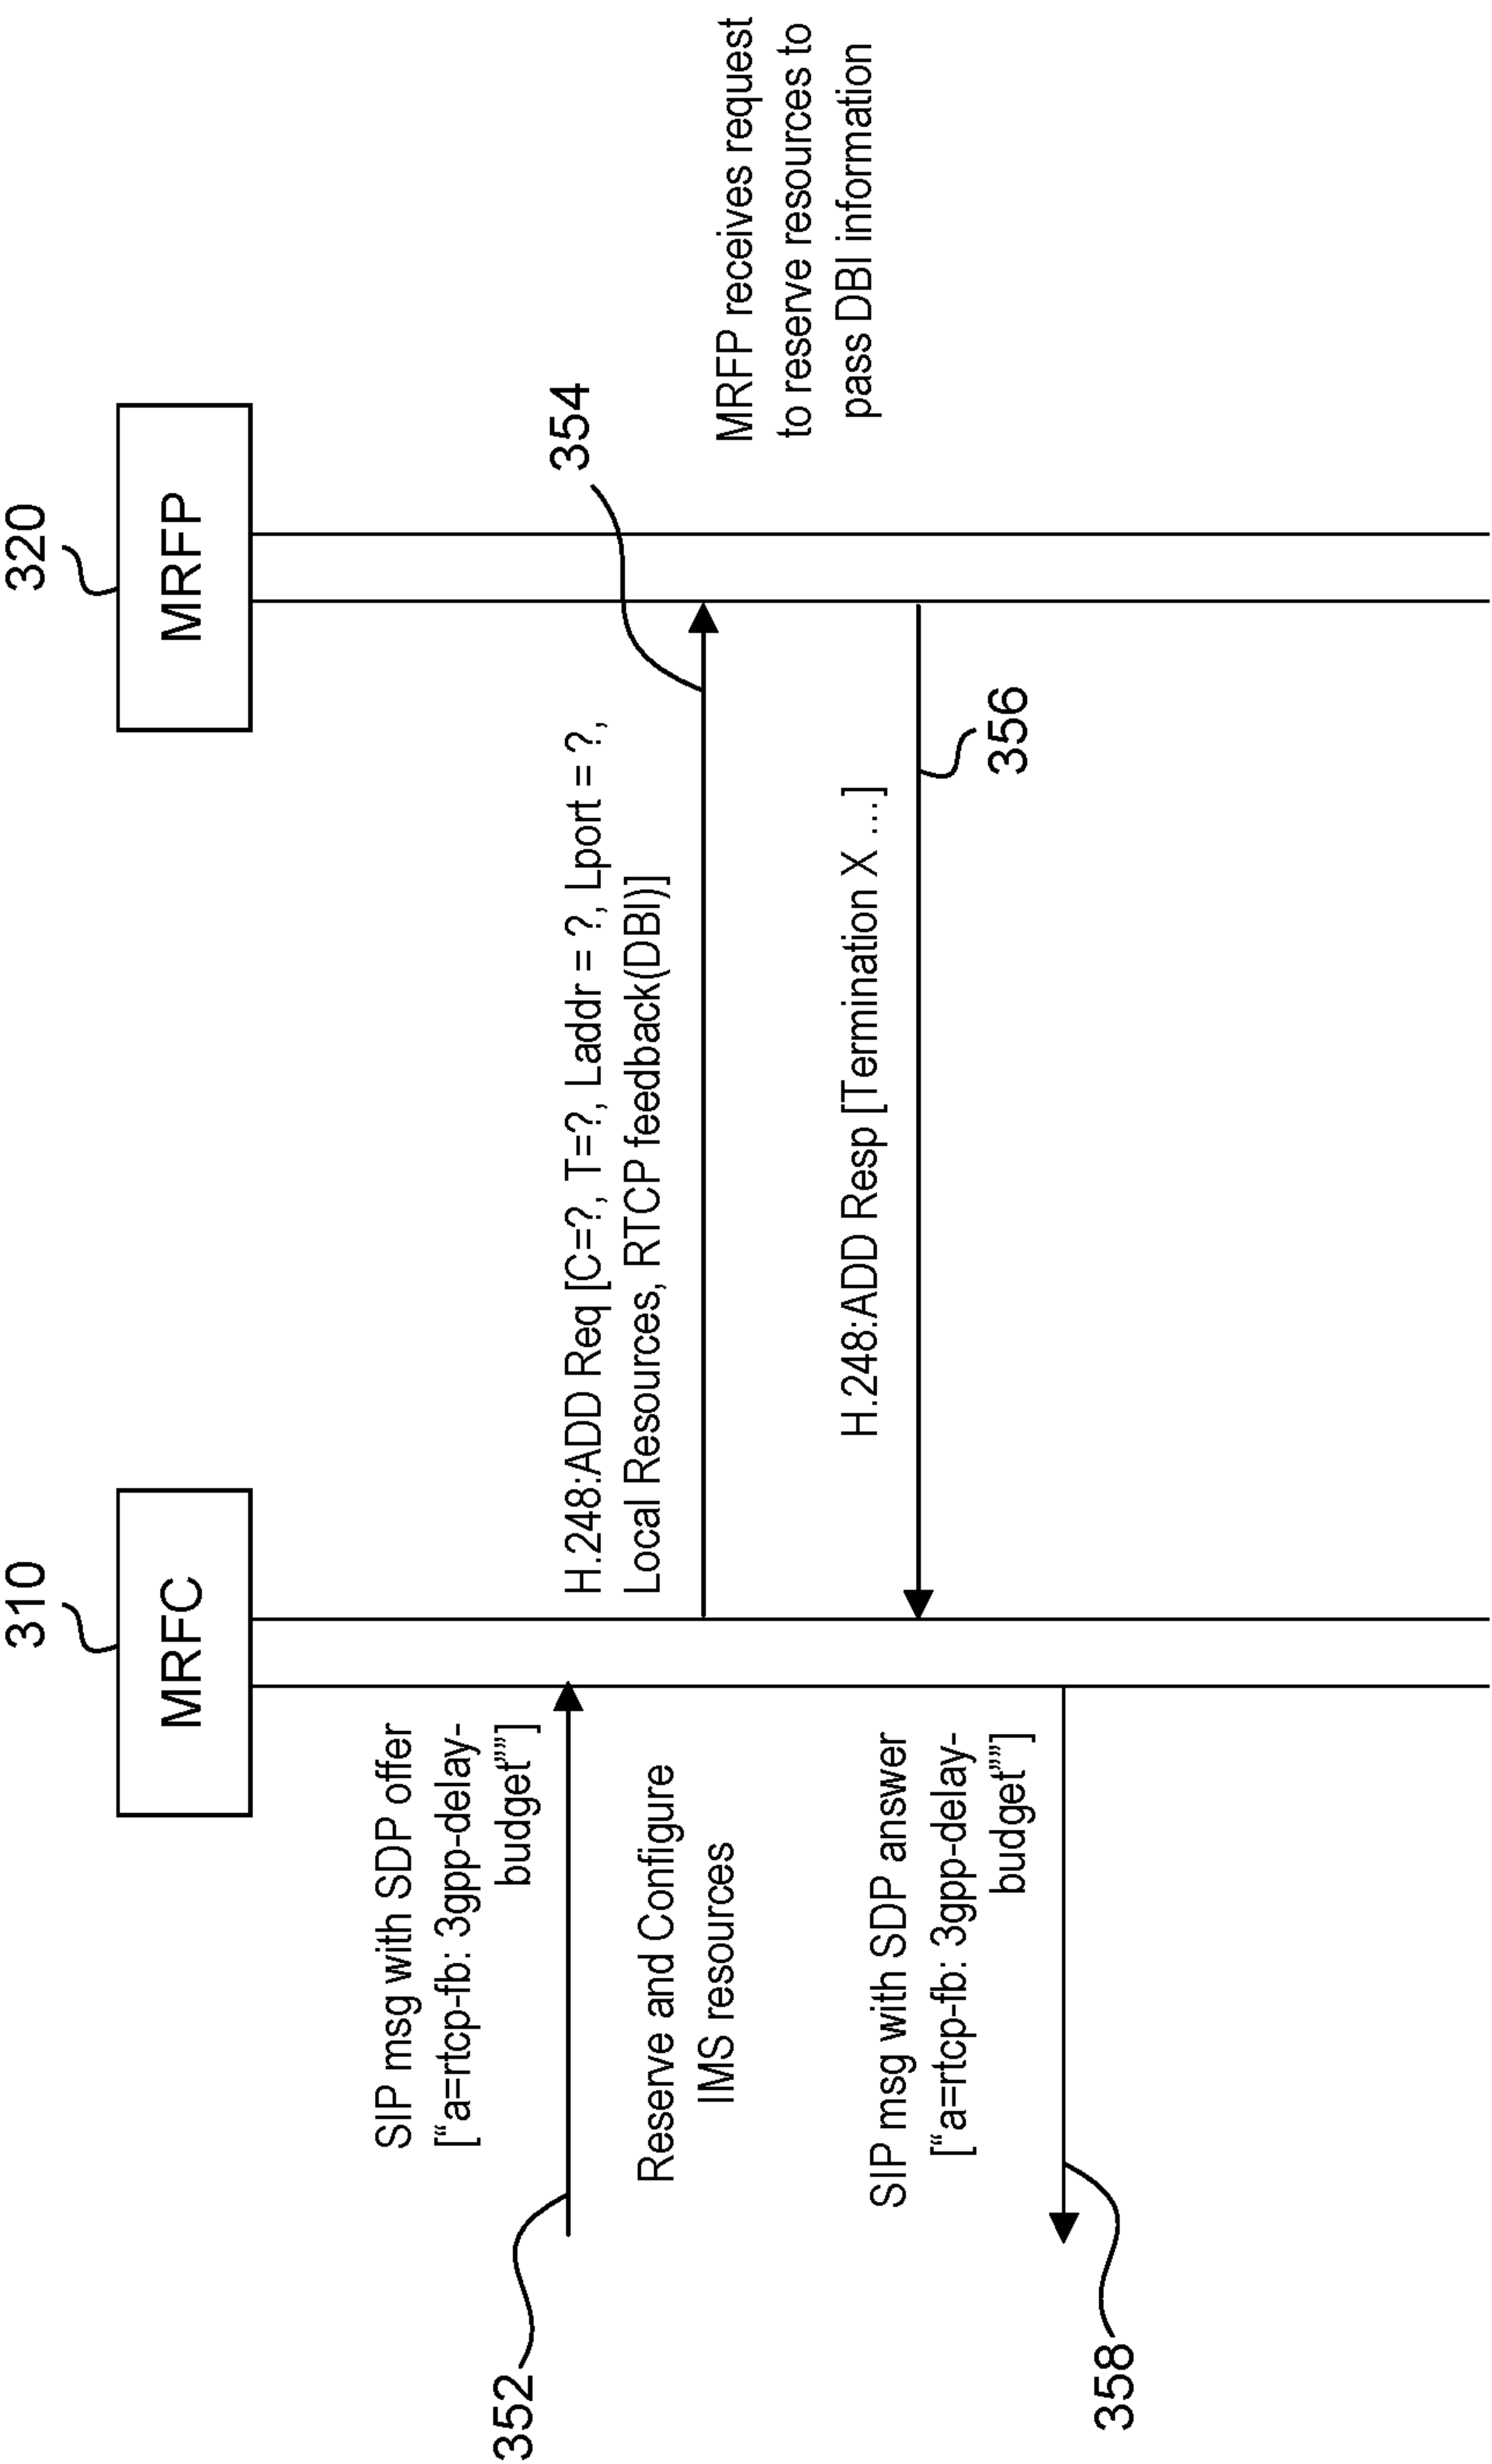 310
MRFC
320
MRFP
SIP msg with SDP offer
[“a=rtcp-fb: 3gpp-delay-
budget””]
352
Reserve and Configure
IMS resources
H.248:ADD Req [C=?, T=?, Laddr = ?, Lport = ?,
Local Resources, RTCP feedback(DBI)]
354
MRFP receives request
to reserve resources to
pass DBI information
H.248:ADD Resp [Termination X ...]
356
SIP msg with SDP answer
[“a=rtcp-fb: 3gpp-delay-
budget””]
358